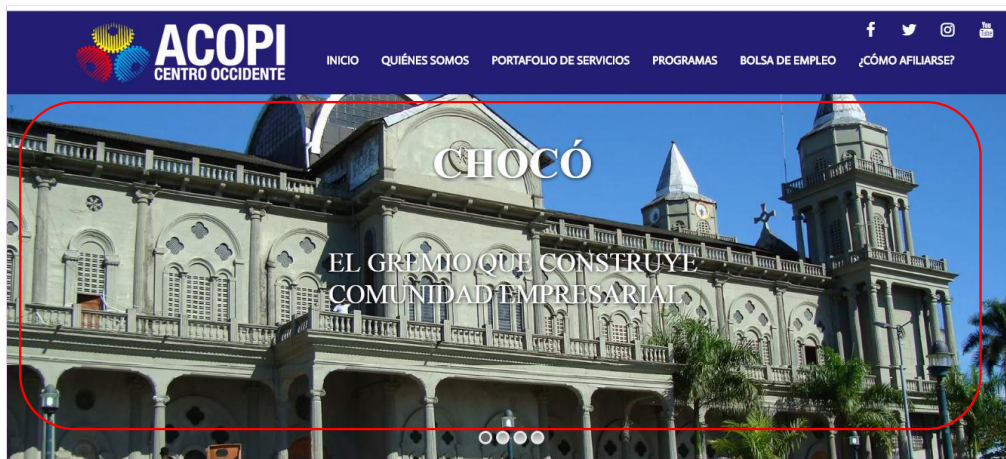 ACOPI
CENTRO OCCIDENTE
INICIO QUIÉNES SOMOS PORTAFOLIO DE SERVICIOS PROGRAMAS BOLSA DE EMPLEO ¿CÓMO AFILIARSE?
You
Tube
CHOCÓ
EL GREMIO QUE CONSTRUYE
COMUNIDAD EMPRESARIAL